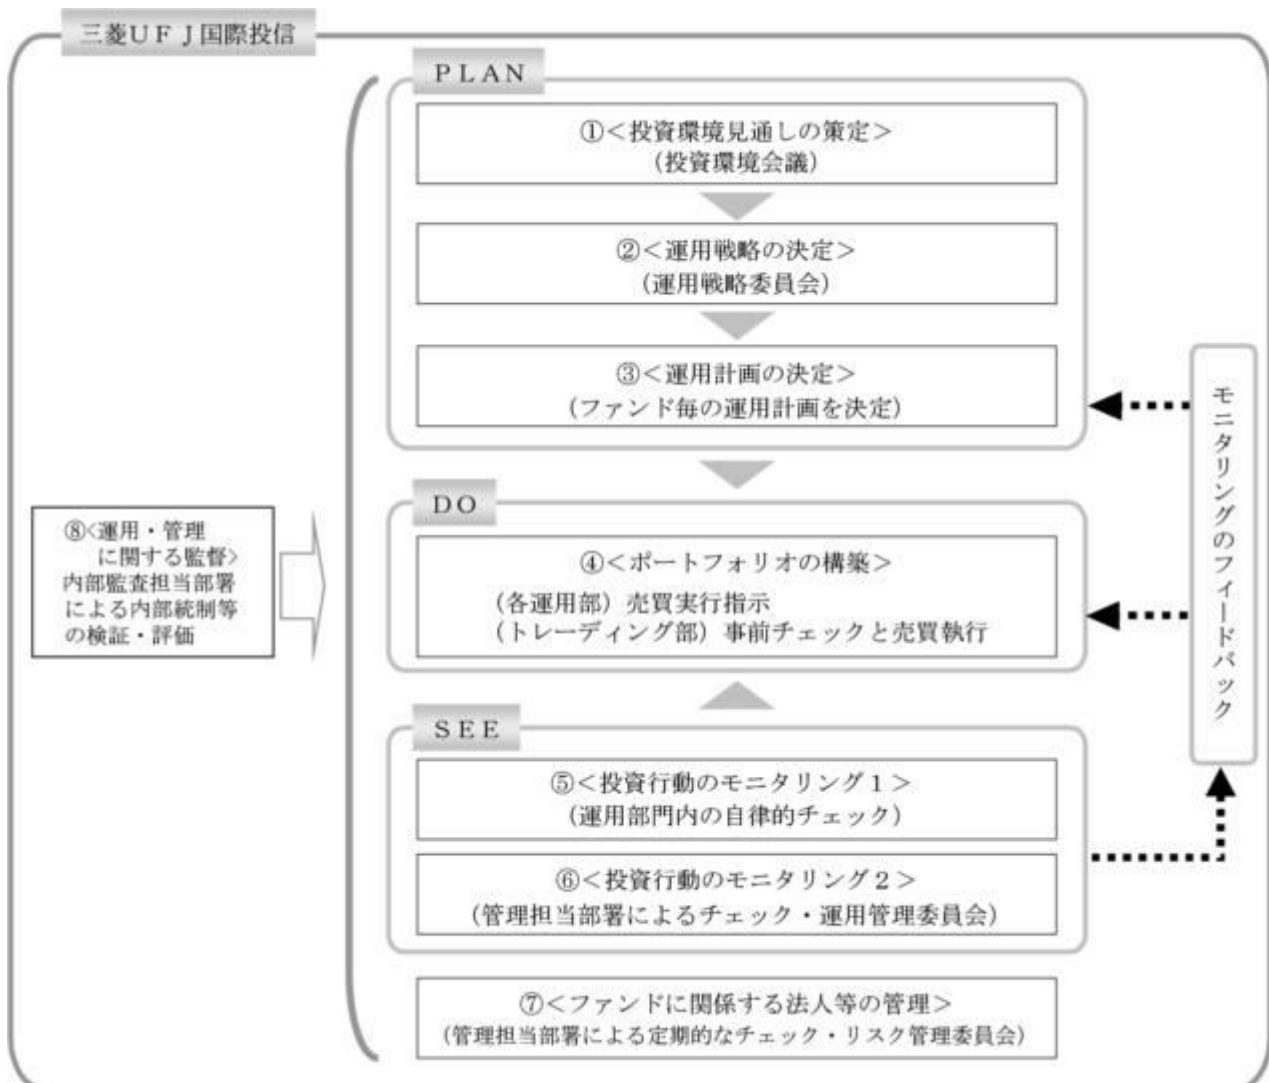 三菱ＵＦＪ国際投信
ＰＬＡＮ
①＜投資環境見通しの策定＞
（投資環境会議）
②＜運用戦略の決定＞
（運用戦略委員会）
③＜運用計画の決定＞
（ファンド毎の運用計画を決定）
ＤＯ
④＜ポートフォリオの構築＞
（各運用部）売買実行指示
（トレーディング部）事前チェックと売買執行
ＳＥＥ
⑤＜投資行動のモニタリング１＞
（運用部門内の自律的チェック）
⑥＜投資行動のモニタリング２＞
（管理担当部署によるチェック・運用管理委員会）
⑦＜ファンドに関係する法人等の管理＞
（管理担当部署による定期的なチェック・リスク管理委員会）
⑧<運用・管理
に関する監督>
内部監査担当部署
による内部統制等
の検証・評価
モニタリングのフィードバック